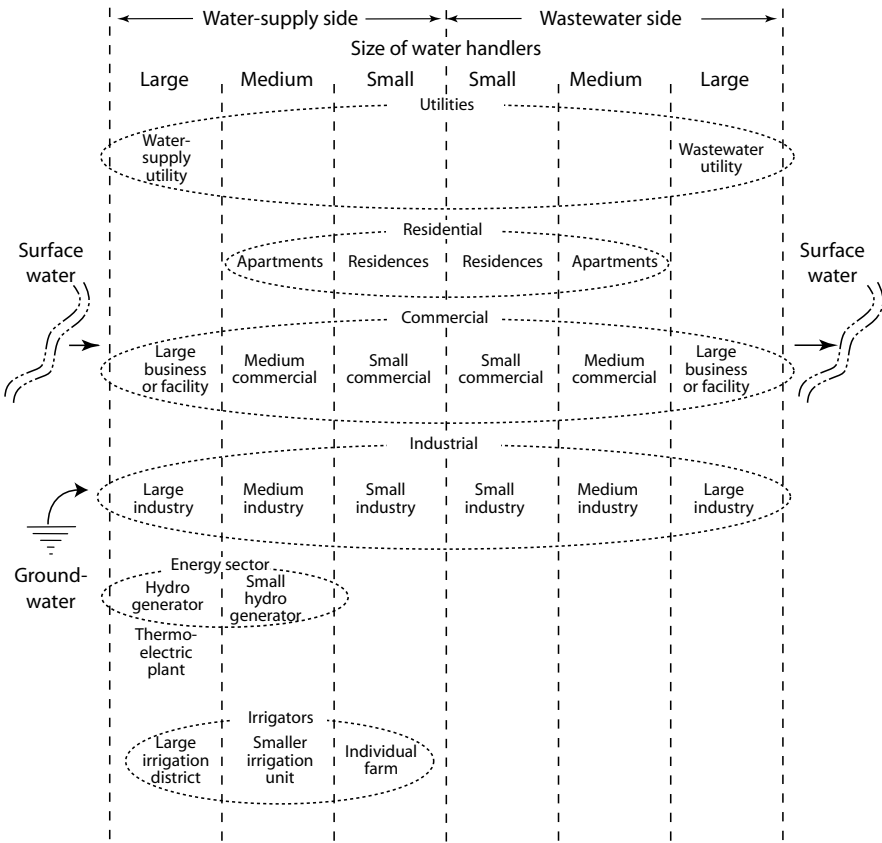 Water-supply side Wastewater side
Size of water handlers
Large Medium Small Small Medium Large
Utilities
Water-
supply
utility
Wastewater
utility
Residential
Apartments Residences Residences Apartments
Surface
water
Surface
water
Commercial
Large
business
or facility
Medium
commercial
Small
commercial
Small
commercial
Medium
commercial
Large
business
or facility
Industrial
Large
industry
Medium
industry
Small
industry
Small
industry
Medium
industry
Large
industry
Ground-
water
Energy sector
Hydro
generator
Small
hydro
generator
Thermo-
electric
plant
Irrigators
Large
irrigation
district
Smaller
irrigation
unit
Individual
farm